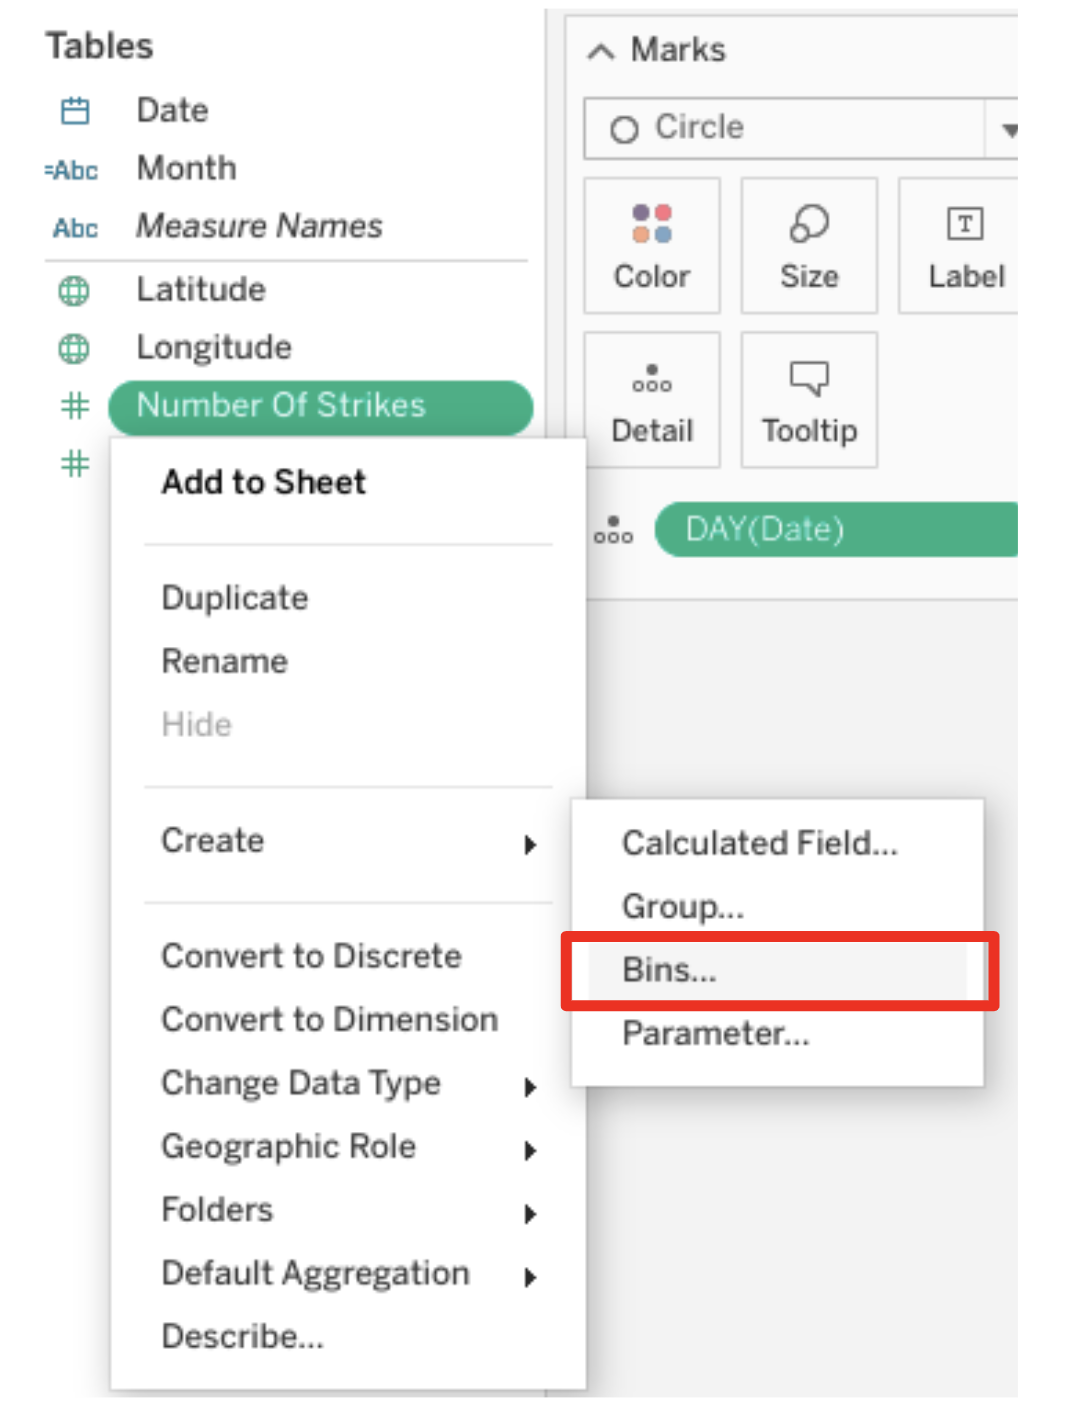 Tables
Date
=Abc Month
Abc Measure Names
Latitude
Longitude
# Number Of Strikes
#
Add to Sheet
Duplicate
Rename
Hide
Create
Convert to Discrete
Convert to Dimension
Change Data Type
Geographic Role
Folders
Default Aggregation
Describe...
Calculated Field...
Group...
Bins...
Parameter...
Marks
Circle
Color Size T Label
Detail Tooltip
DAY(Date)